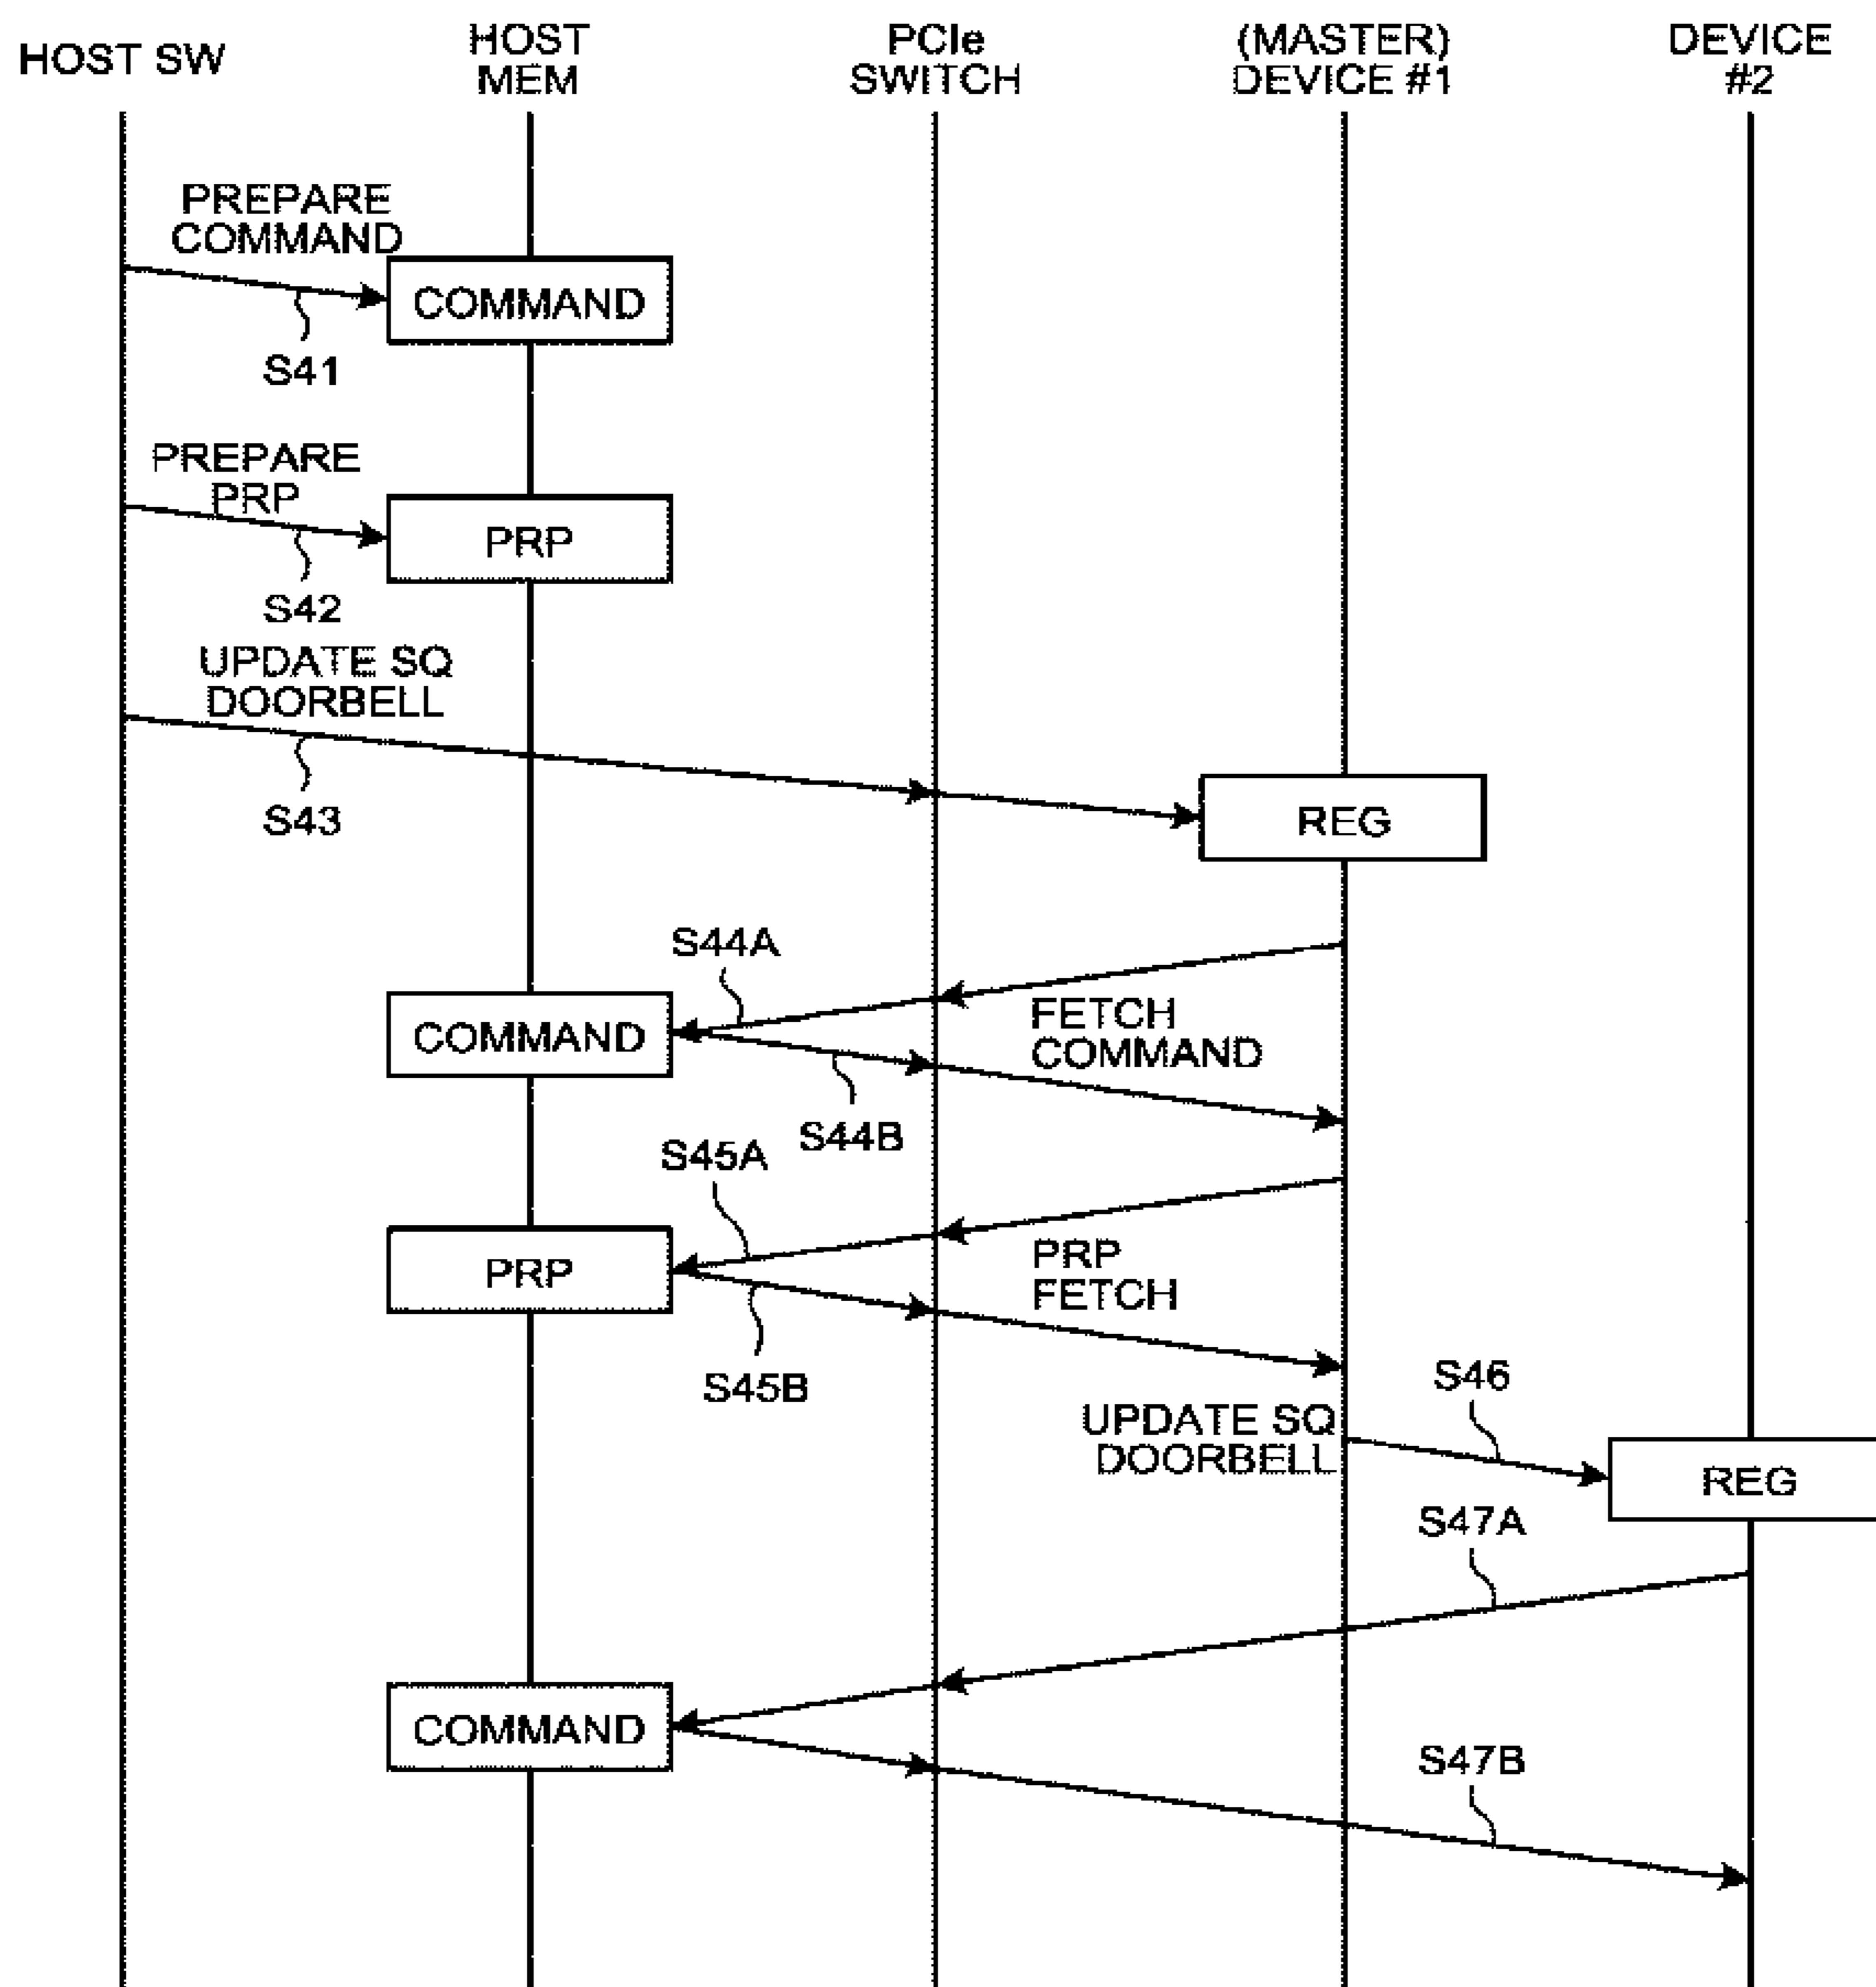 HOST SW
HOST
MEM
PCIe
SWITCH
(MASTER)
DEVICE #1
DEVICE
#2
PREPARE
COMMAND
COMMAND
S41
PREPARE
PRP
PRP
S42
UPDATE SQ
DOORBELL
S43
REG
S44A
COMMAND
FETCH
COMMAND
S44B
S45A
PRP
PRP
FETCH
S45B
S46
UPDATE SQ
DOORBELL
REG
S47A
COMMAND
S47B